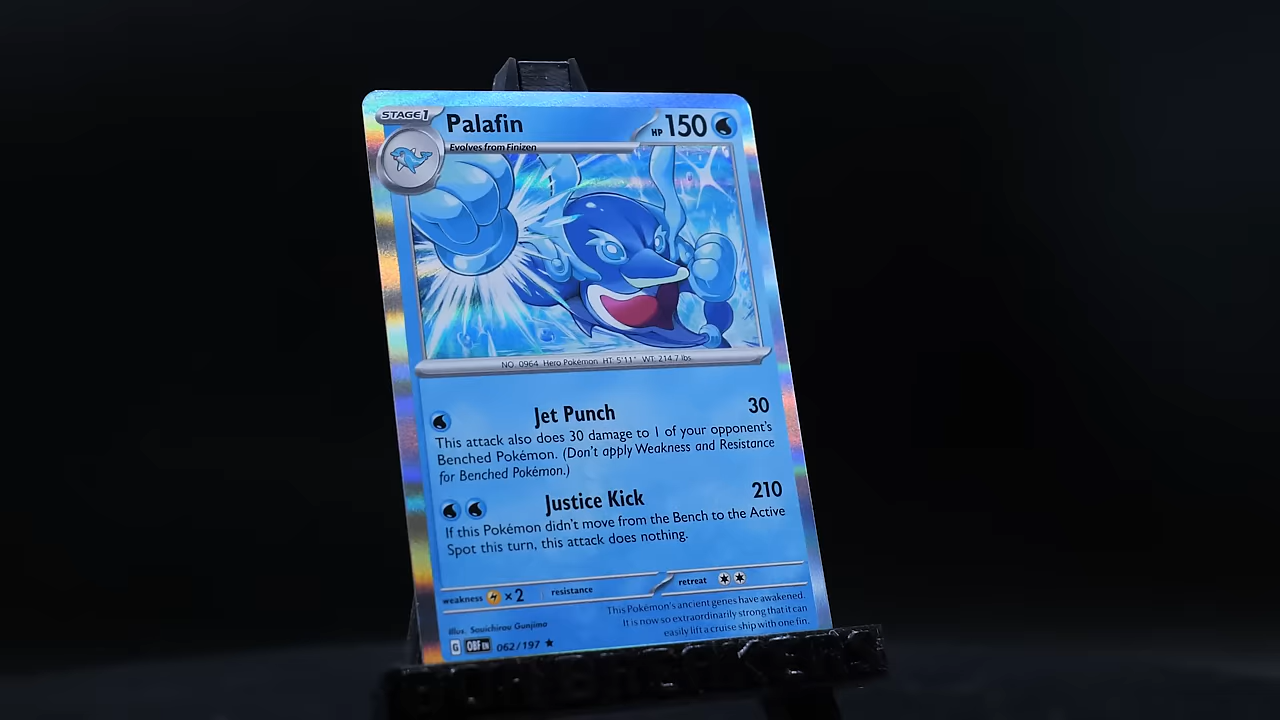 STAGE1
Palafin
HP 150
Evolves from Finizen
NO 0964 Hero Pokémon HT: 5'11" WT: 214.7 lbs.
Jet Punch 30
This attack also does 30 damage to 1 of your opponent's
Benched Pokémon. (Don't apply Weakness and Resistance
for Benched Pokémon.)
Justice Kick 210
If this Pokémon didn't move from the Bench to the Active
Spot this turn, this attack does nothing.
weakness ×2 resistance retreat
This Pokémon's ancient genes have awakened.
It is now so extraordinarily strong that it can
easily lift a cruise ship with one fin.
Illus. Souichirou Gunjima
G OBF EN 062/197